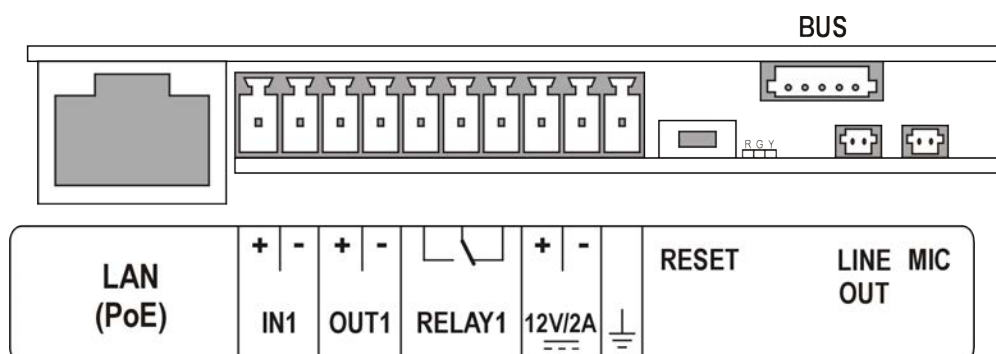 BUS
R G Y
LAN
(PoE)
+ -
IN1
+ -
OUT1
RELAY1
+ -
12V/2A
RESET
LINE
OUT
MIC